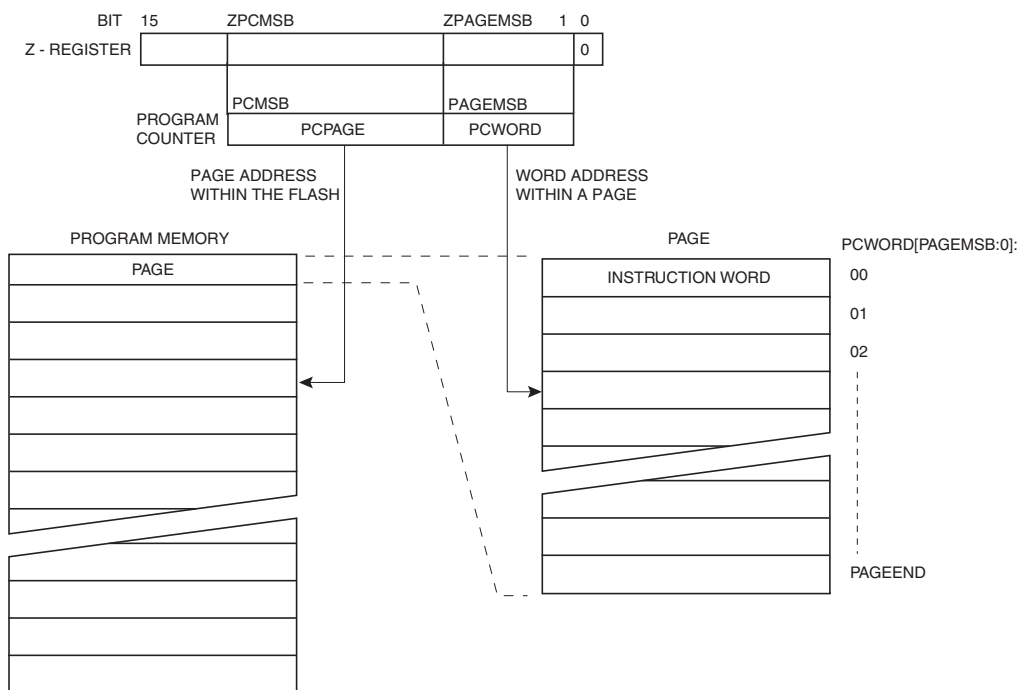 BIT 15 ZPCMSB ZPAGEMSB 1 0
Z - REGISTER 0
PCMSB PAGEMSB
PROGRAM
COUNTER
PCPAGE PCWORD
PAGE ADDRESS
WITHIN THE FLASH
WORD ADDRESS
WITHIN A PAGE
PROGRAM MEMORY
PAGE
PAGE
INSTRUCTION WORD
PCWORD[PAGEMSB:0]:
00
01
02
PAGEEND